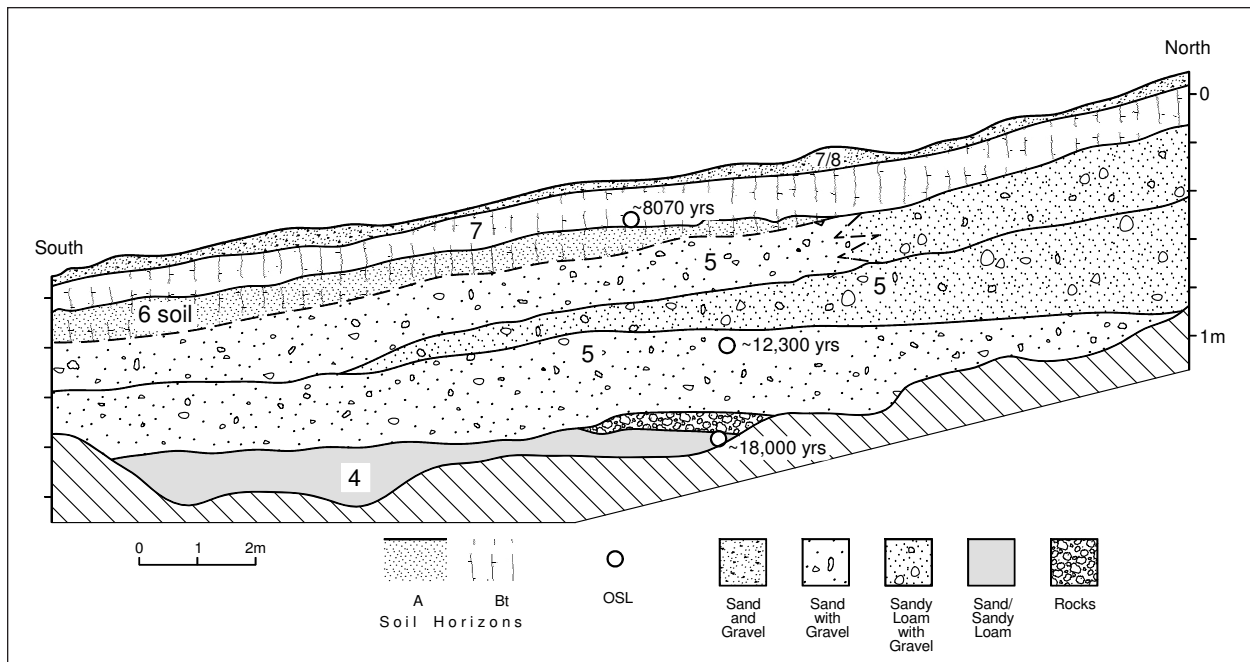 North
0
7/8
~8070 yrs
South
7
5
5
6 soil
1m
~12,300 yrs
5
~18,000 yrs
4
0 1 2m
A Bt
Soil Horizons
OSL
Sand
and
Gravel
Sand
with
Gravel
Sandy
Loam
with
Gravel
Sand/
Sandy
Loam
Rocks